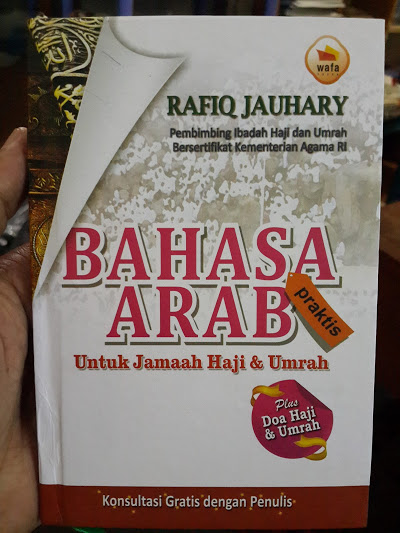 wafa
PRESS
RAFIQ JAUHARY
Pembimbing Ibadah Haji dan Umrah
Bersertifikat Kementerian Agama RI
BAHASA
ARAB
praktis
Untuk Jamaah Haji & Umrah
Plus
Doa Haji
& Umrah
Konsultasi Gratis dengan Penulis